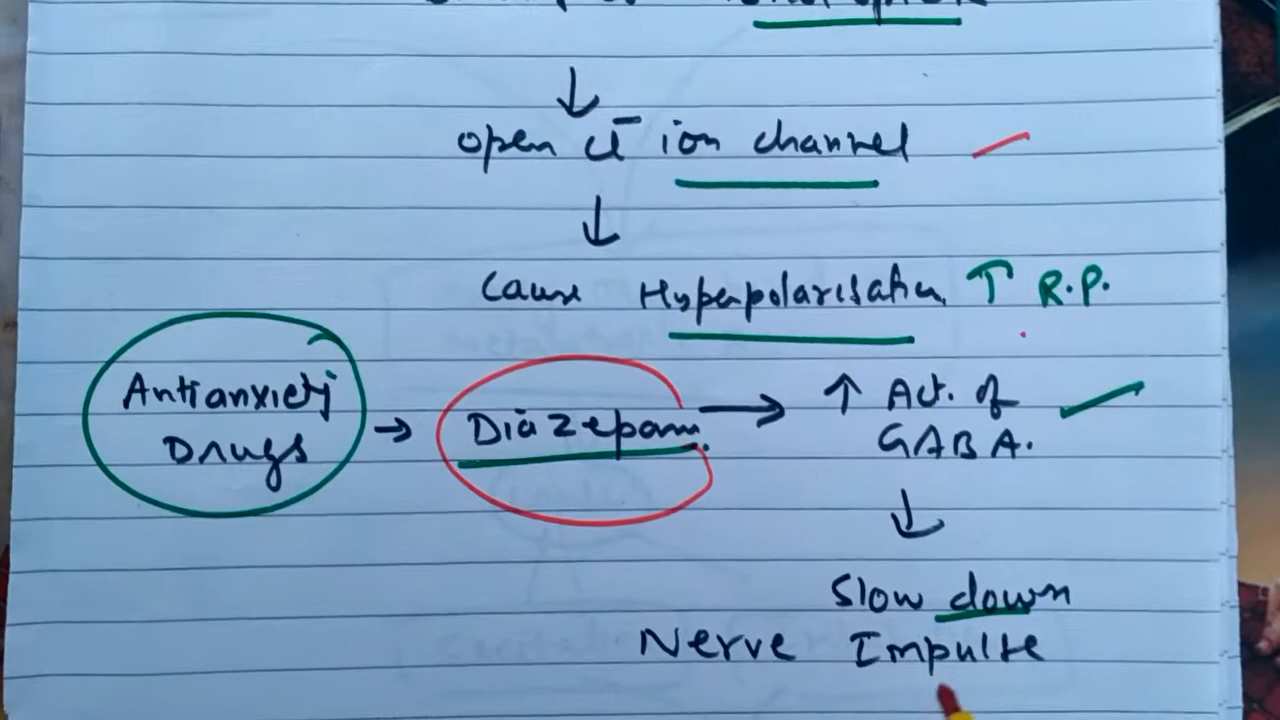 open Cl⁻ ion channel
↓
Cause Hyperpolarisation ↑ R.P.
Antianxiety Drugs → Diazepam. → ↑ Act. of GABA.
↓
Slow down
Nerve Impulse